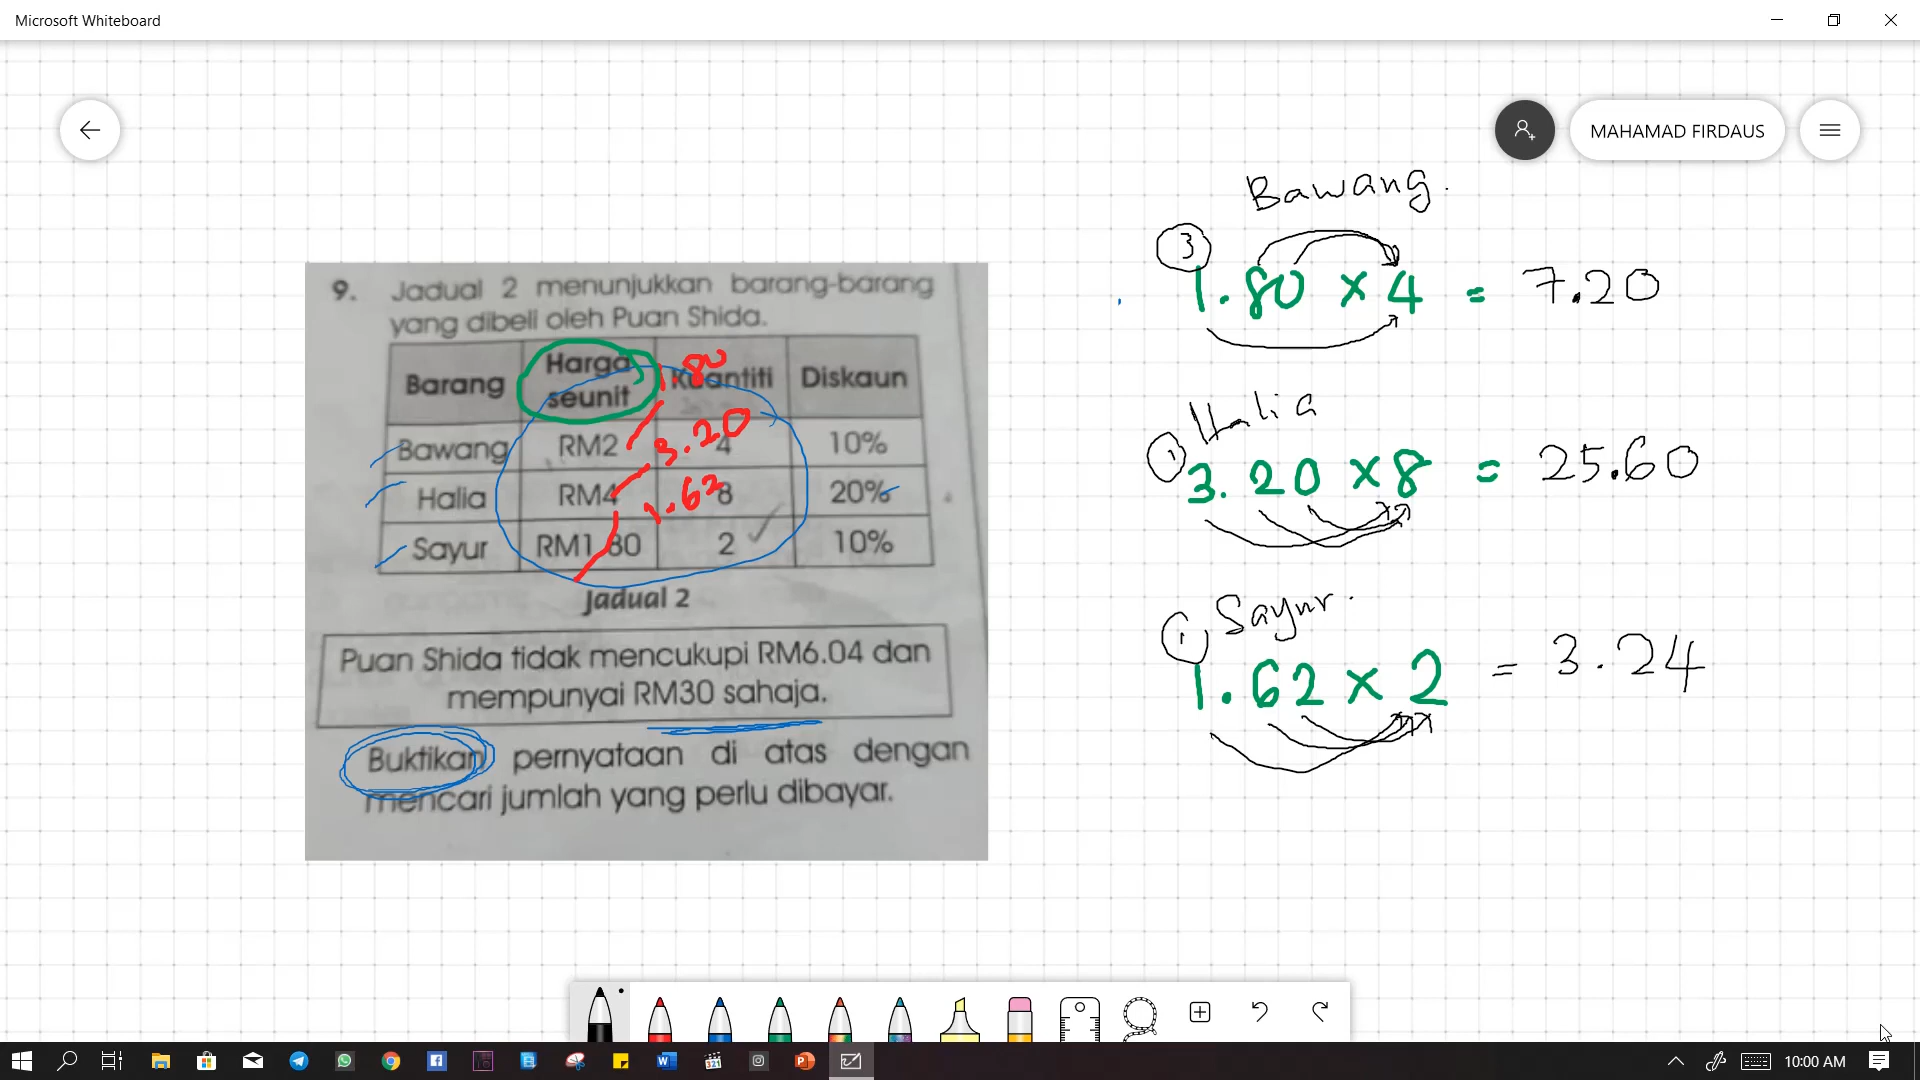 Microsoft Whiteboard
MAHAMAD FIRDAUS
9. Jadual 2 menunjukkan barang-barang
yang dibeli oleh Puan Shida.
Barang Harga seunit Kuantiti Diskaun
1.80
Bawang RM2 4 10%
3.20
Halia RM4 8 20%
1.62
Sayur RM1.80 2 10%
Jadual 2
Puan Shida tidak mencukupi RM6.04 dan
mempunyai RM30 sahaja.
Buktikan pernyataan di atas dengan
mencari jumlah yang perlu dibayar.
Bawang.
3
1.80 × 4 = 7.20
Halia
1
3.20 × 8 = 25.60
Sayur.
1
1.62 × 2 = 3.24
10:00 AM